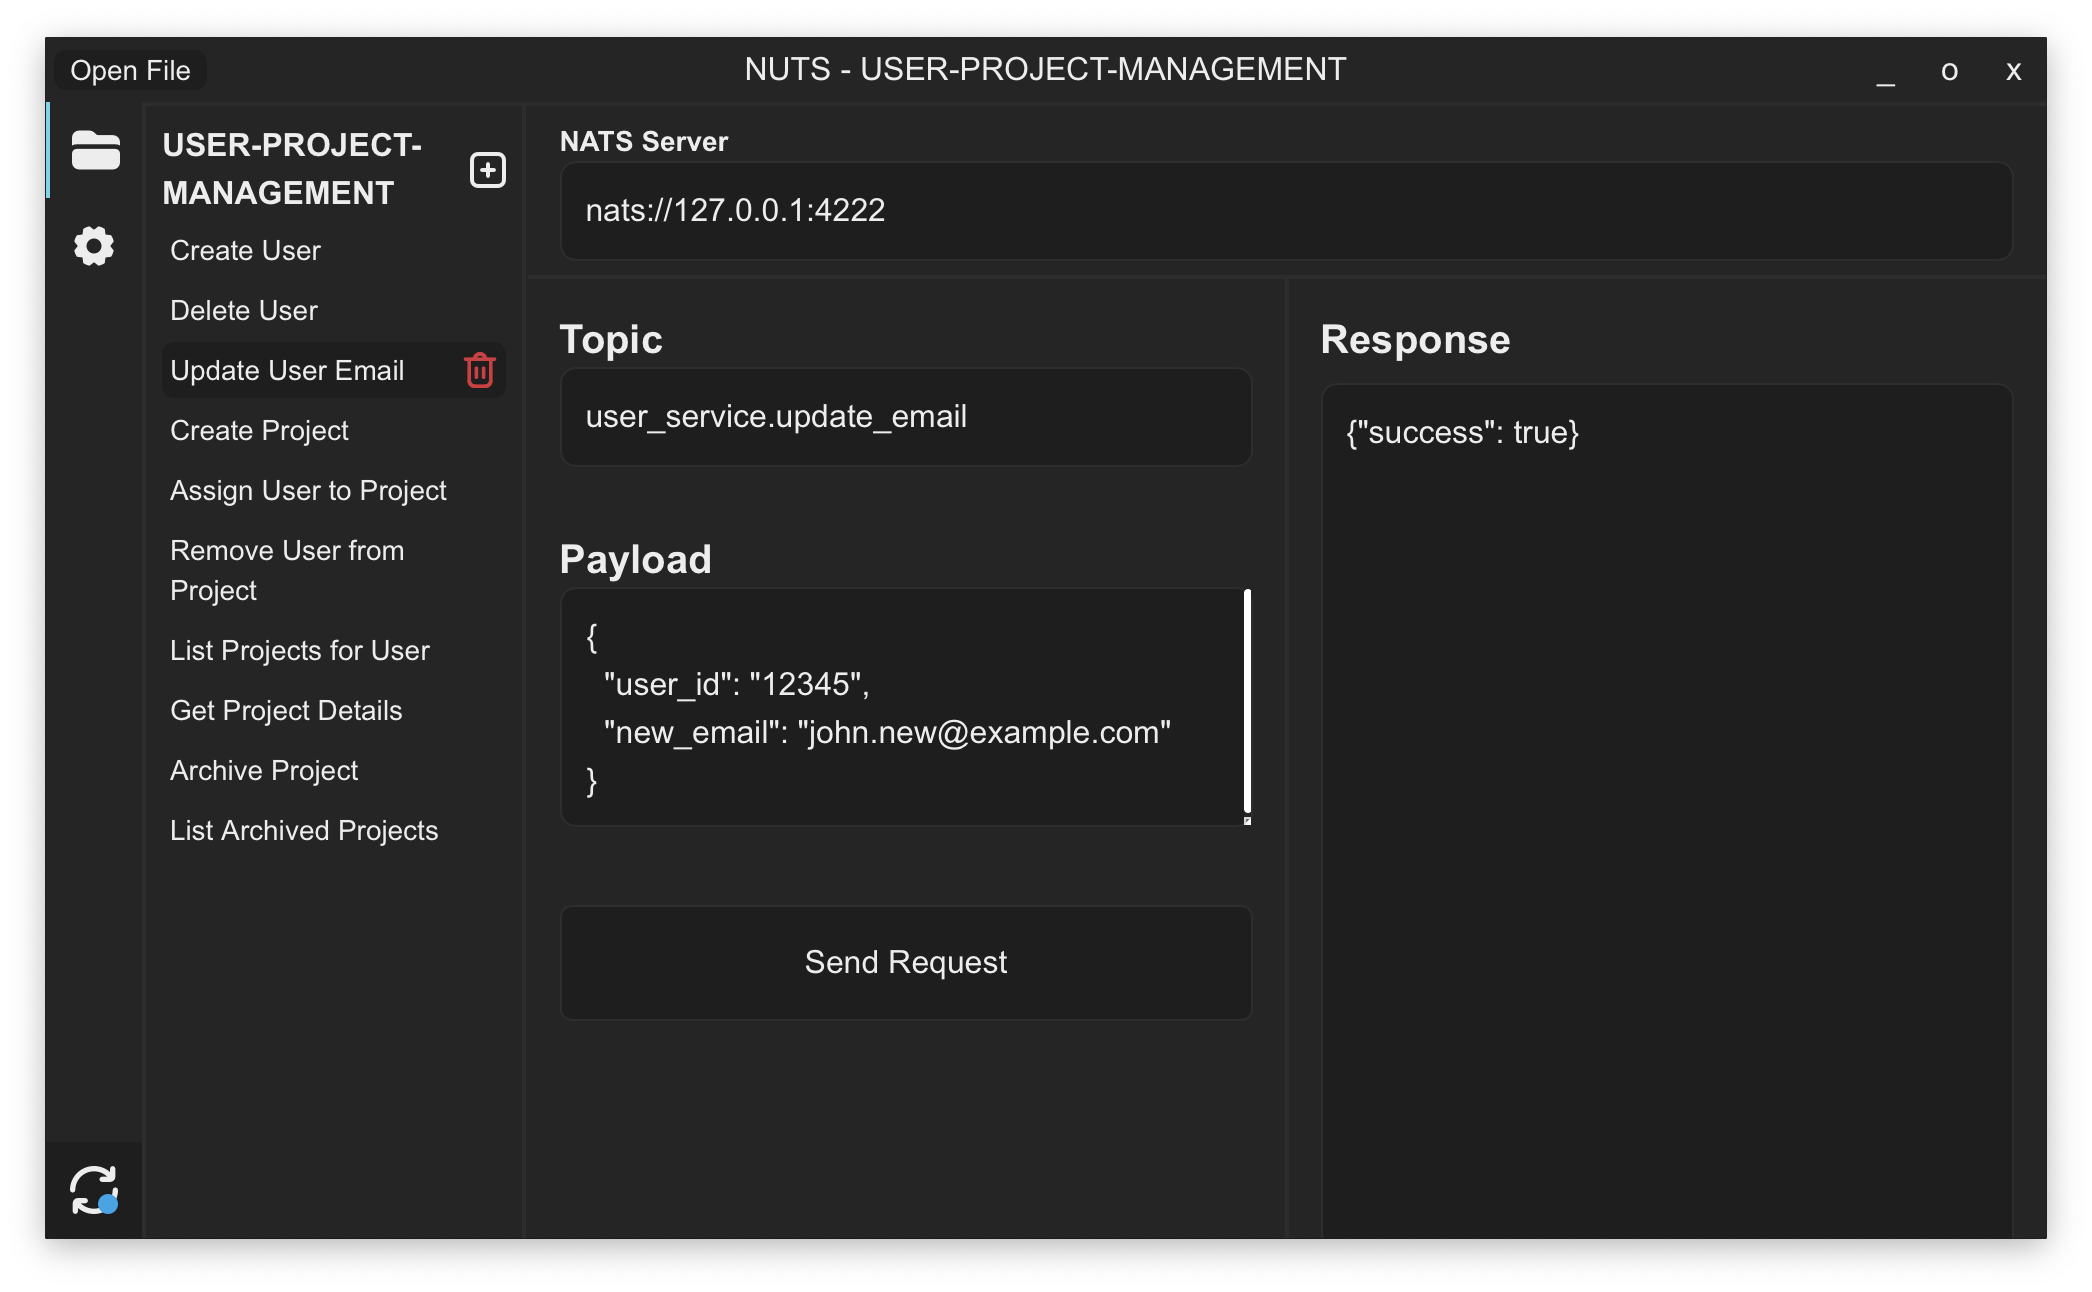 Open File
NUTS - USER-PROJECT-MANAGEMENT
_ o x
USER-PROJECT-
MANAGEMENT
Create User
Delete User
Update User Email
Create Project
Assign User to Project
Remove User from
Project
List Projects for User
Get Project Details
Archive Project
List Archived Projects
NATS Server
nats://127.0.0.1:4222
Topic
user_service.update_email
Payload
{
  "user_id": "12345",
  "new_email": "john.new@example.com"
}
Send Request
Response
{"success": true}